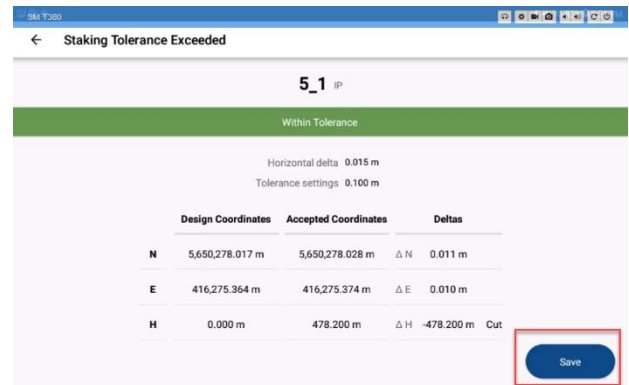 SM T380
← Staking Tolerance Exceeded
5_1 IP
Within Tolerance
Horizontal delta 0.015 m
Tolerance settings 0.100 m
Design Coordinates Accepted Coordinates Deltas
N 5,650,278.017 m 5,650,278.028 m Δ N 0.011 m
E 416,275.364 m 416,275.374 m Δ E 0.010 m
H 0.000 m 478.200 m Δ H -478.200 m Cut
Save